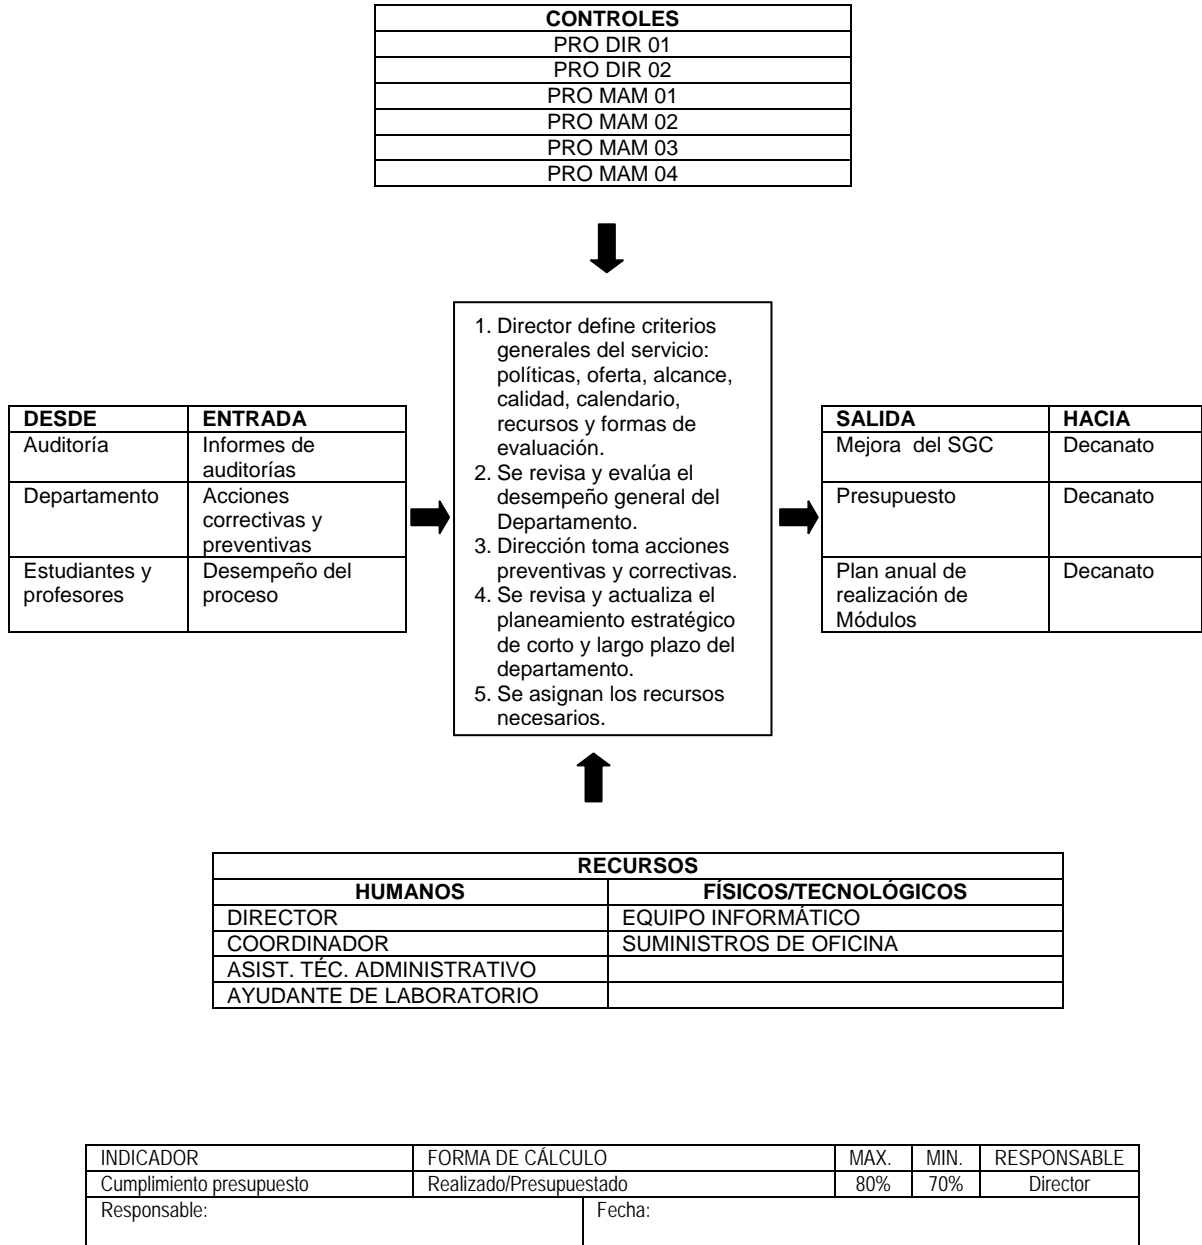 CONTROLES
PRO DIR 01
PRO DIR 02
PRO MAM 01
PRO MAM 02
PRO MAM 03
PRO MAM 04
DESDE ENTRADA
Auditoría Informes de
auditorías
Departamento Acciones
correctivas y
preventivas
Estudiantes y Desempeño del
profesores proceso
1. Director define criterios
generales del servicio:
políticas, oferta, alcance,
calidad, calendario,
recursos y formas de
evaluación.
2. Se revisa y evalúa el
desempeño general del
Departamento.
3. Dirección toma acciones
preventivas y correctivas.
4. Se revisa y actualiza el
planeamiento estratégico
de corto y largo plazo del
departamento.
5. Se asignan los recursos
necesarios.
SALIDA HACIA
Mejora del SGC Decanato
Presupuesto Decanato
Plan anual de Decanato
realización de
Módulos
RECURSOS
HUMANOS FÍSICOS/TECNOLÓGICOS
DIRECTOR EQUIPO INFORMÁTICO
COORDINADOR SUMINISTROS DE OFICINA
ASIST. TÉC. ADMINISTRATIVO
AYUDANTE DE LABORATORIO
INDICADOR FORMA DE CÁLCULO MAX. MIN. RESPONSABLE
Cumplimiento presupuesto Realizado/Presupuestado 80% 70% Director
Responsable: Fecha: